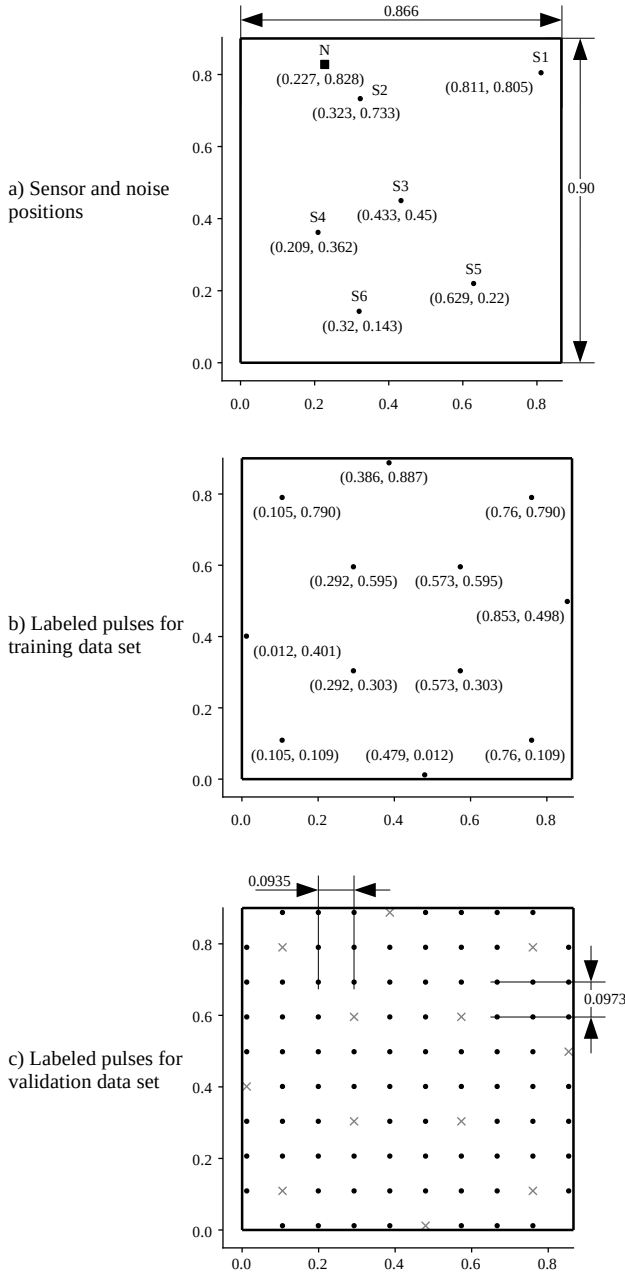 0.866
N
S1
0.8
(0.227, 0.828)
S2
(0.811, 0.805)
(0.323, 0.733)
0.6
a) Sensor and noise
positions
S3
0.90
0.4
S4
(0.433, 0.45)
(0.209, 0.362)
S5
0.2
S6
(0.629, 0.22)
(0.32, 0.143)
0.0
0.0 0.2 0.4 0.6 0.8
(0.386, 0.887)
0.8
(0.105, 0.790) (0.76, 0.790)
0.6
(0.292, 0.595) (0.573, 0.595)
(0.853, 0.498)
b) Labeled pulses for
training data set
0.4
(0.012, 0.401)
(0.292, 0.303) (0.573, 0.303)
0.2
(0.105, 0.109) (0.479, 0.012) (0.76, 0.109)
0.0
0.0 0.2 0.4 0.6 0.8
0.0935
0.8
0.0973
0.6
c) Labeled pulses for
validation data set
0.4
0.2
0.0
0.0 0.2 0.4 0.6 0.8